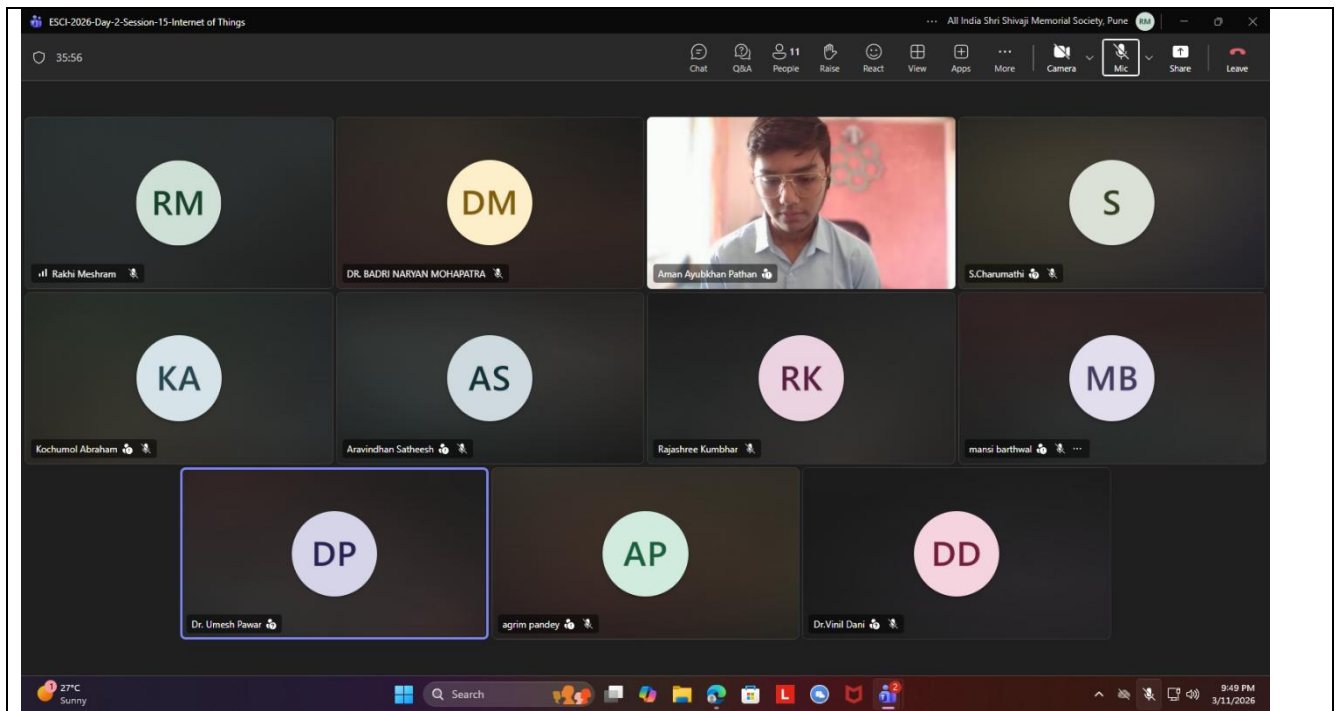 ESCI-2026-Day-2-Session-15-Internet of Things
... All India Shri Shivaji Memorial Society, Pune RM
35:56
11
Chat Q&A People Raise React View Apps More Camera Mic Share Leave
RM
Rakhi Meshram
DM
DR. BADRI NARYAN MOHAPATRA
Aman Ayubkhan Pathan
S
S.Charumathi
KA
Kochumol Abraham
AS
Aravindhan Satheesh
RK
Rajashree Kumbhar
MB
mansi barthwal ...
DP
Dr. Umesh Pawar
AP
agrim pandey
DD
Dr.Vinil Dani
1
27°C
Sunny
Search
L
2
9:49 PM
3/11/2026